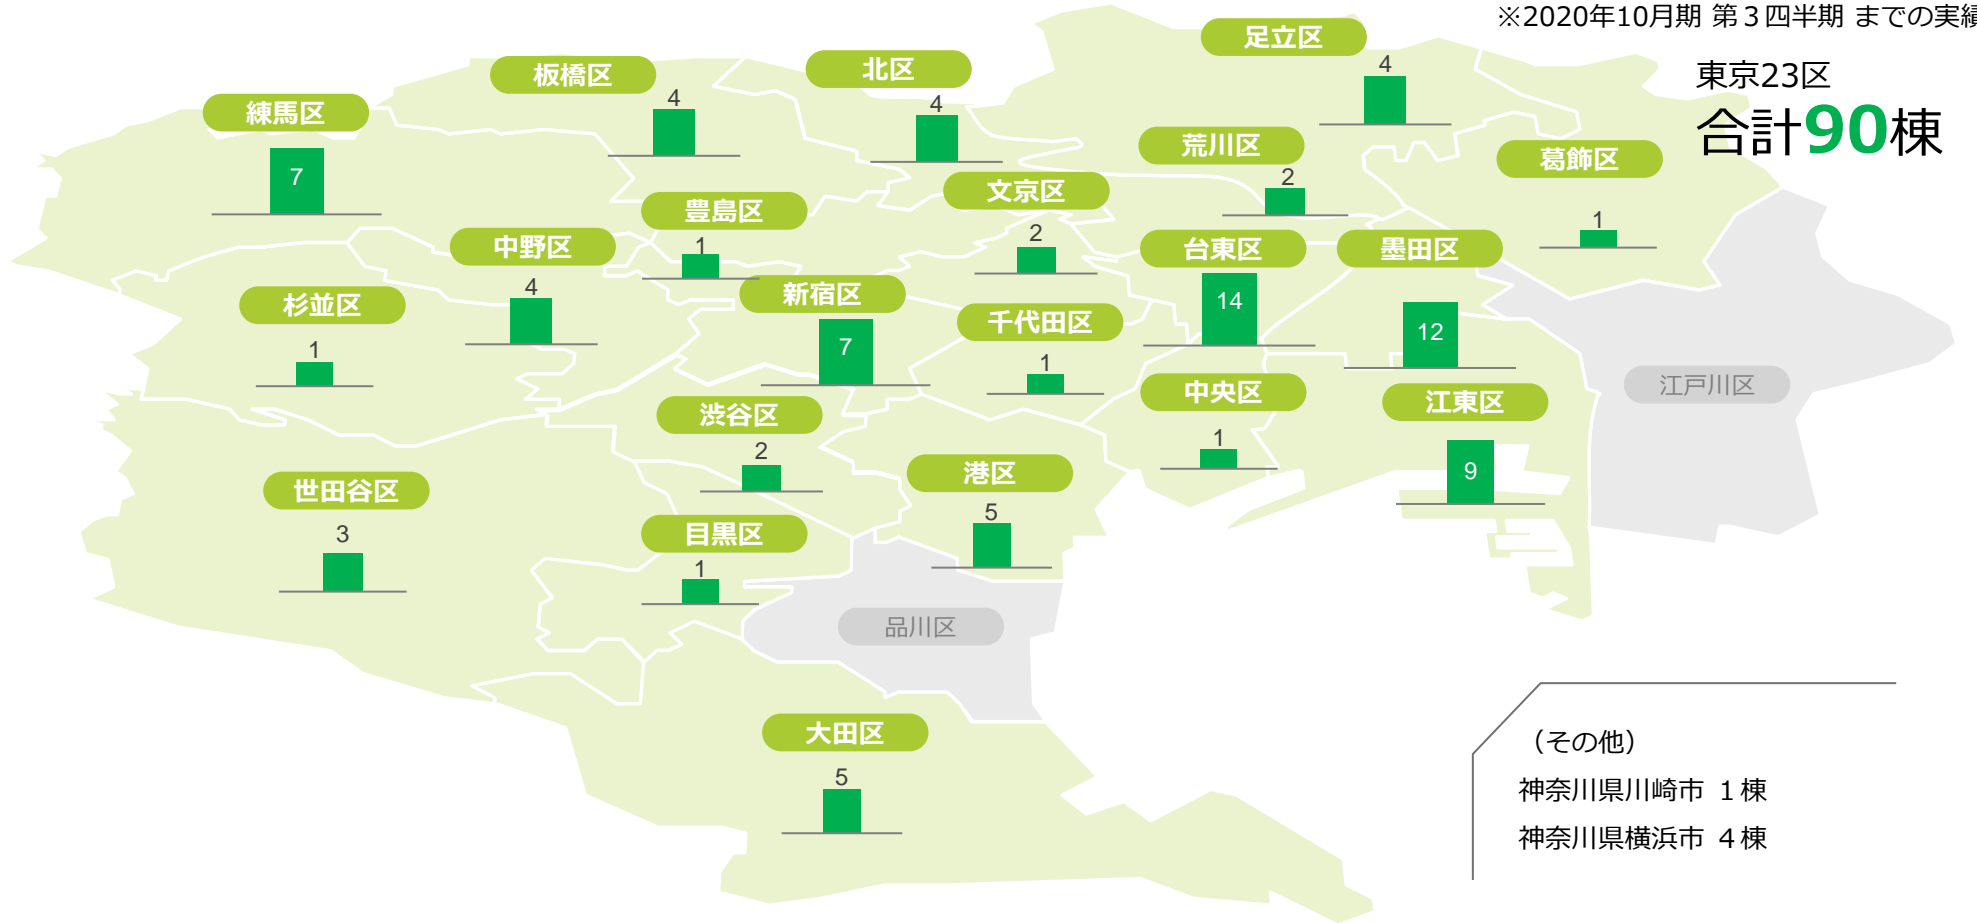 ※2020年10月期 第３四半期 までの実績
東京23区
合計90棟
足立区
4
北区
4
板橋区
4
練馬区
7
荒川区
2
葛飾区
1
文京区
2
豊島区
1
中野区
4
台東区
14
墨田区
12
新宿区
7
杉並区
1
千代田区
1
江戸川区
中央区
1
江東区
9
渋谷区
2
港区
5
世田谷区
3
目黒区
1
品川区
大田区
5
（その他）
神奈川県川崎市 １棟
神奈川県横浜市 ４棟